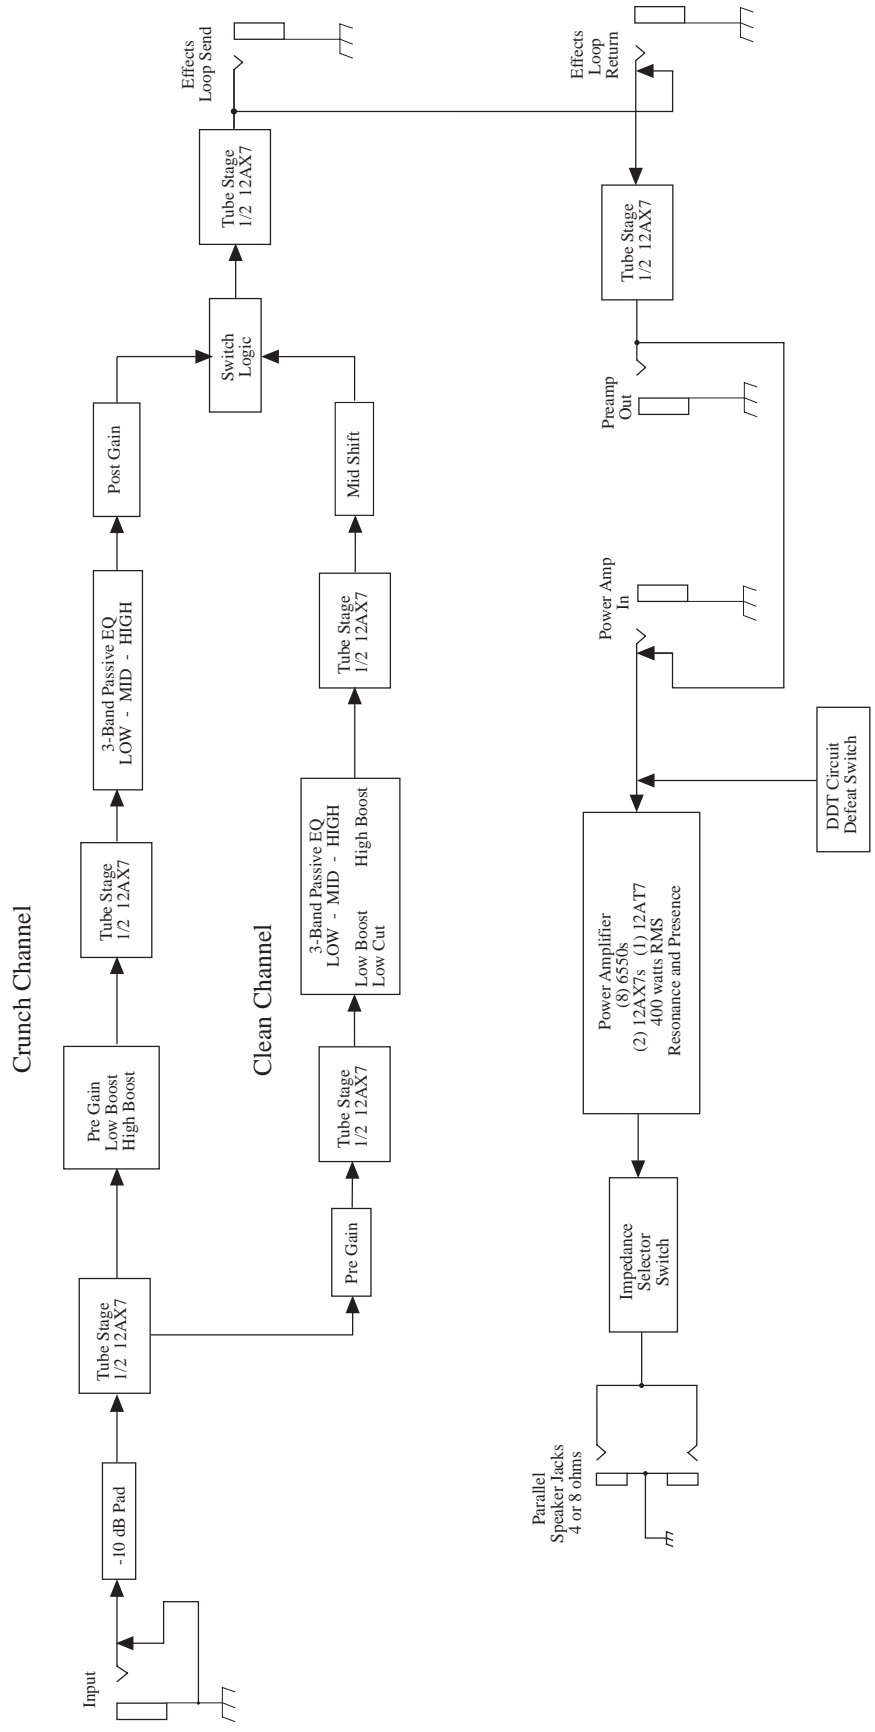 Crunch Channel
Input
-10 dB Pad
Tube Stage
1/2 12AX7
Pre Gain
Low Boost
High Boost
Tube Stage
1/2 12AX7
3-Band Passive EQ
LOW - MID - HIGH
Post Gain
Clean Channel
Pre Gain
Tube Stage
1/2 12AX7
3-Band Passive EQ
LOW - MID - HIGH
Low Boost High Boost
Low Cut
Tube Stage
1/2 12AX7
Mid Shift
Switch
Logic
Tube Stage
1/2 12AX7
Effects
Loop Send
Effects
Loop
Return
Tube Stage
1/2 12AX7
Preamp
Out
Power Amp
In
DDT Circuit
Defeat Switch
Power Amplifier
(8) 6550s
(2) 12AX7s (1) 12AT7
400 watts RMS
Resonance and Presence
Impedance
Selector
Switch
Parallel
Speaker Jacks
4 or 8 ohms